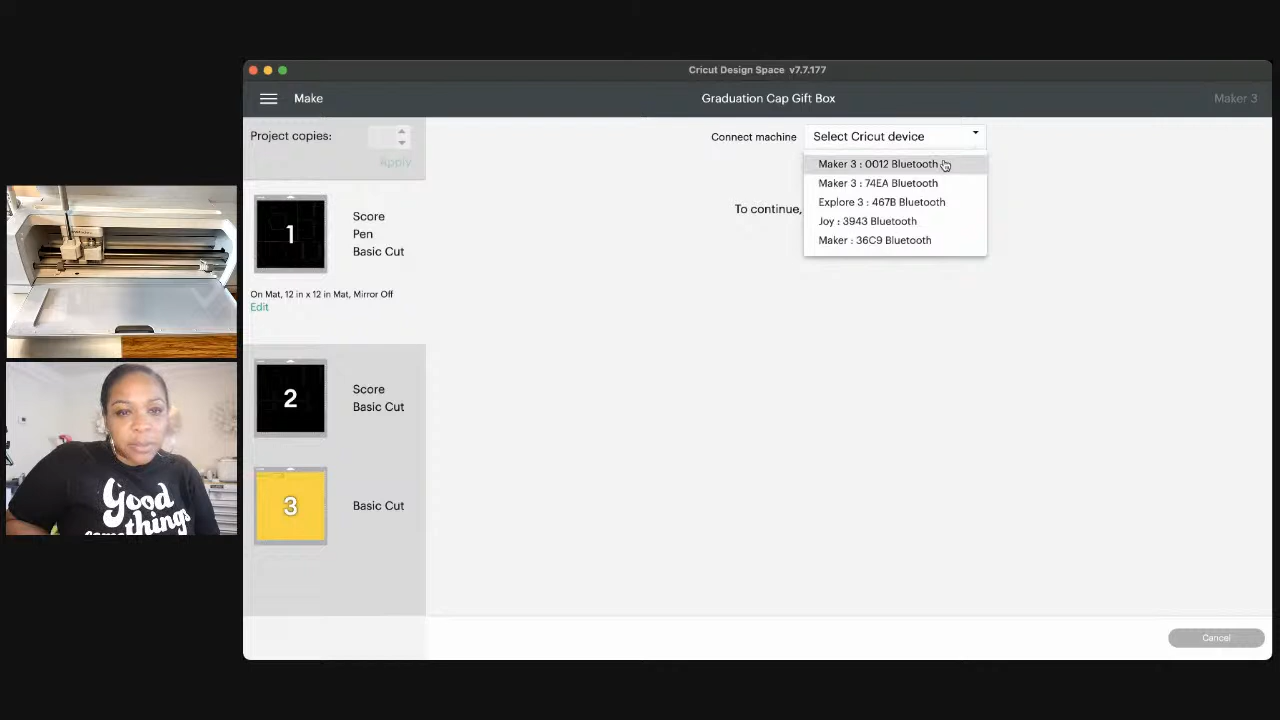 Cricut Design Space v7.7.177
Make
Graduation Cap Gift Box
Maker 3
Project copies:
Apply
Connect machine
Select Cricut device
Maker 3 : 0012 Bluetooth
Maker 3 : 74EA Bluetooth
Explore 3 : 467B Bluetooth
Joy : 3943 Bluetooth
Maker : 36C9 Bluetooth
To continue,
1
Score
Pen
Basic Cut
On Mat, 12 in x 12 in Mat, Mirror Off
Edit
2
Score
Basic Cut
3
Basic Cut
Good
things
Cancel